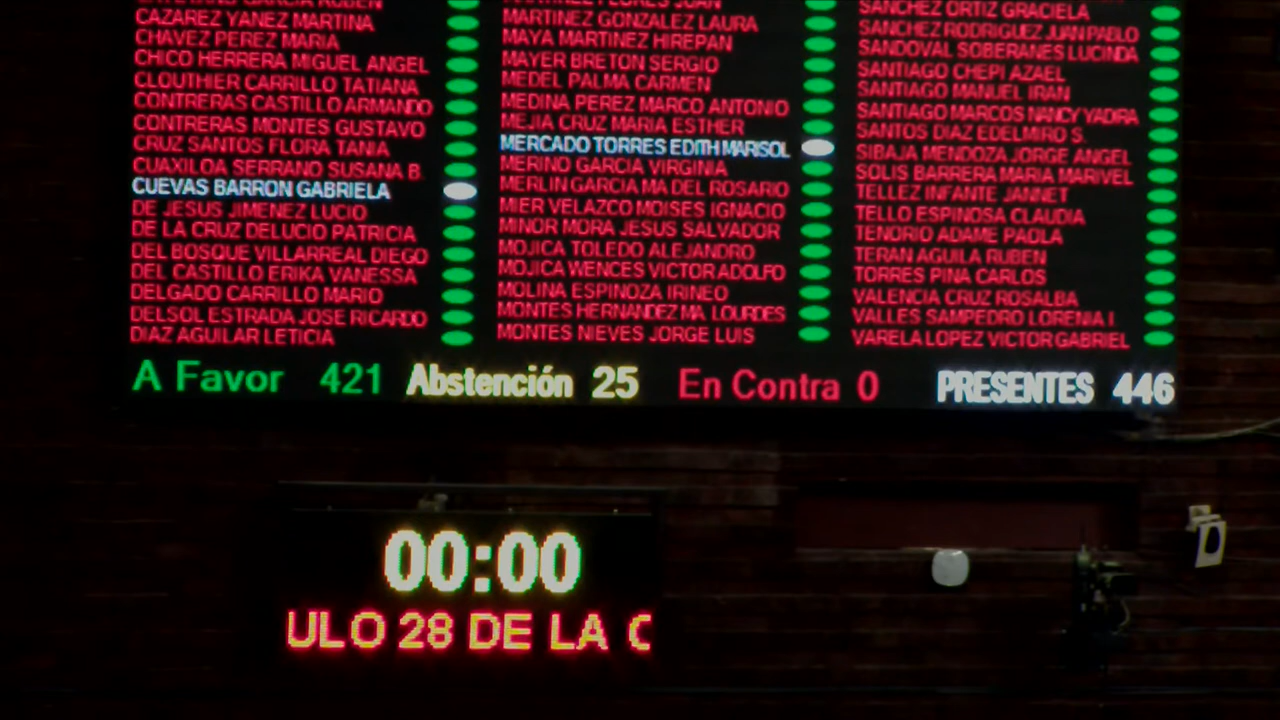 CAZAREZ YANEZ MARTINA
CHAVEZ PEREZ MARIA
CHICO HERRERA MIGUEL ANGEL
CLOUTHIER CARRILLO TATIANA
CONTRERAS CASTILLO ARMANDO
CONTRERAS MONTES GUSTAVO
CRUZ SANTOS FLORA TANIA
CUAXILOA SERRANO SUSANA B.
CUEVAS BARRON GABRIELA
DE JESUS JIMENEZ LUCIO
DE LA CRUZ DELUCIO PATRICIA
DEL BOSQUE VILLARREAL DIEGO
DEL CASTILLO ERIKA VANESSA
DELGADO CARRILLO MARIO
DELSOL ESTRADA JOSE RICARDO
DIAZ AGUILAR LETICIA
MARTINEZ GONZALEZ LAURA
MAYA MARTINEZ HIREPAN
MAYER BRETON SERGIO
MEDEL PALMA CARMEN
MEDINA PEREZ MARCO ANTONIO
MEJIA CRUZ MARIA ESTHER
MERCADO TORRES EDITH MARISOL
MERINO GARCIA VIRGINIA
MERLIN GARCIA MA DEL ROSARIO
MIER VELAZCO MOISES IGNACIO
MINOR MORA JESUS SALVADOR
MOJICA TOLEDO ALEJANDRO
MOJICA WENCES VICTOR ADOLFO
MOLINA ESPINOZA IRINEO
MONTES HERNANDEZ MA. LOURDES
MONTES NIEVES JORGE LUIS
SANCHEZ ORTIZ GRACIELA
SANCHEZ RODRIGUEZ JUAN PABLO
SANDOVAL SOBERANES LUCINDA
SANTIAGO CHEPI AZAEL
SANTIAGO MANUEL IRAN
SANTIAGO MARCOS NANCY YADIRA
SANTOS DIAZ EDELMIRO S.
SIBAJA MENDOZA JORGE ANGEL
SOLIS BARRERA MARIA MARIVEL
TELLEZ INFANTE JANNET
TELLO ESPINOSA CLAUDIA
TENORIO ADAME PAOLA
TERAN AGUILA RUBEN
TORRES PINA CARLOS
VALENCIA CRUZ ROSALBA
VALLES SAMPEDRO LORENIA I.
VARELA LOPEZ VICTOR GABRIEL
A Favor 421 Abstención 25 En Contra 0 PRESENTES 446
00:00
ULO 28 DE LA C